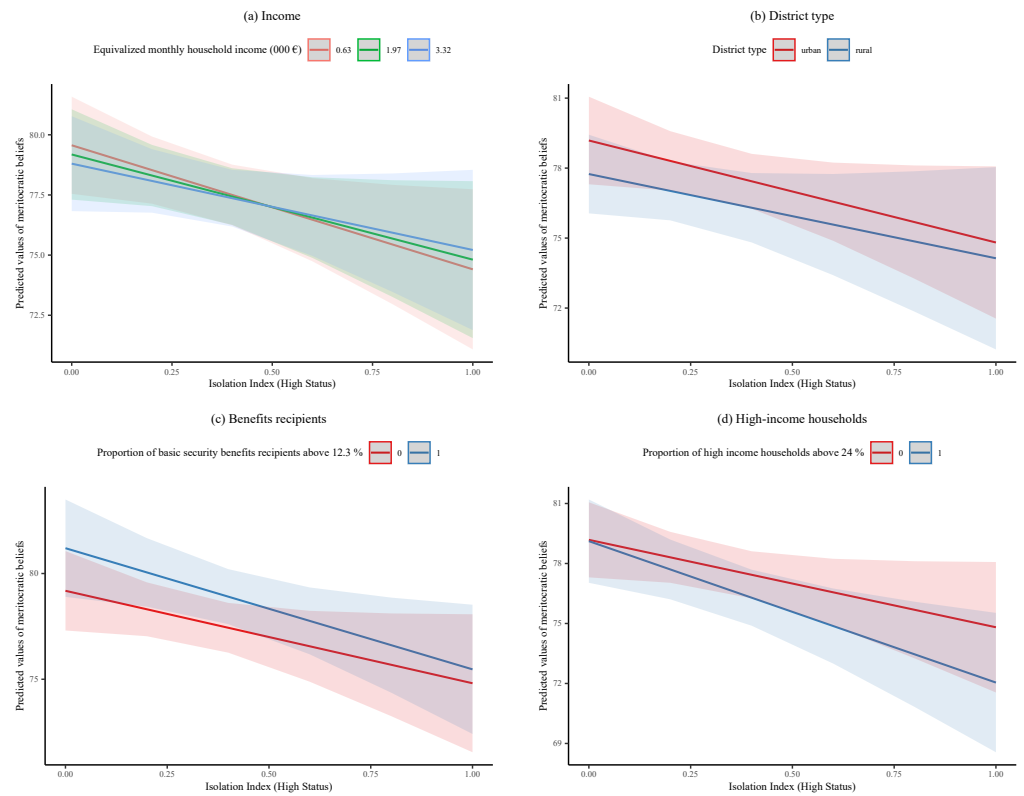 (a) Income
Equivalized monthly household income (000 €) 0.63 1.97 3.32
Predicted values of meritocratic beliefs
80.0
77.5
75.0
72.5
0.00 0.25 0.50 0.75 1.00
Isolation Index (High Status)
(b) District type
District type urban rural
Predicted values of meritocratic beliefs
81
78
75
72
0.00 0.25 0.50 0.75 1.00
Isolation Index (High Status)
(c) Benefits recipients
Proportion of basic security benefits recipients above 12.3 % 0 1
Predicted values of meritocratic beliefs
80
75
0.00 0.25 0.50 0.75 1.00
Isolation Index (High Status)
(d) High-income households
Proportion of high income households above 24 % 0 1
Predicted values of meritocratic beliefs
81
78
75
72
69
0.00 0.25 0.50 0.75 1.00
Isolation Index (High Status)